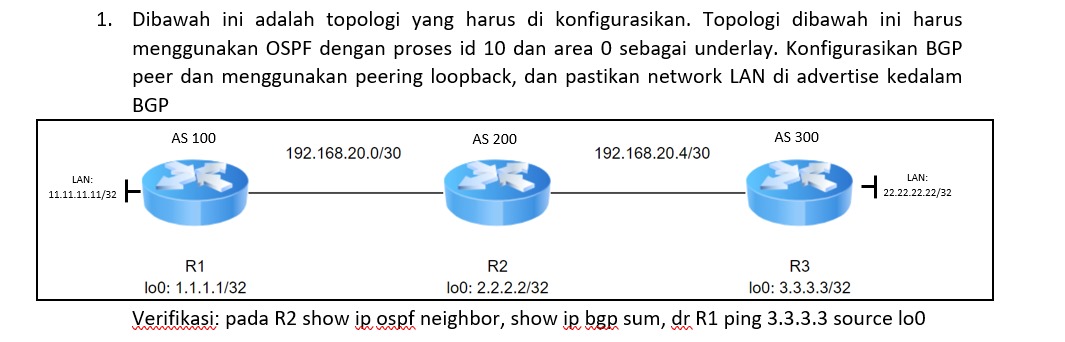 1. Dibawah ini adalah topologi yang harus di konfigurasikan. Topologi dibawah ini harus
menggunakan OSPF dengan proses id 10 dan area 0 sebagai underlay. Konfigurasikan BGP
peer dan menggunakan peering loopback, dan pastikan network LAN di advertise kedalam
BGP
AS 100
AS 200
AS 300
192.168.20.0/30
192.168.20.4/30
LAN:
11.11.11.11/32
LAN:
22.22.22.22/32
R1
lo0: 1.1.1.1/32
R2
lo0: 2.2.2.2/32
R3
lo0: 3.3.3.3/32
Verifikasi: pada R2 show ip ospf neighbor, show ip bgp sum, dr R1 ping 3.3.3.3 source lo0